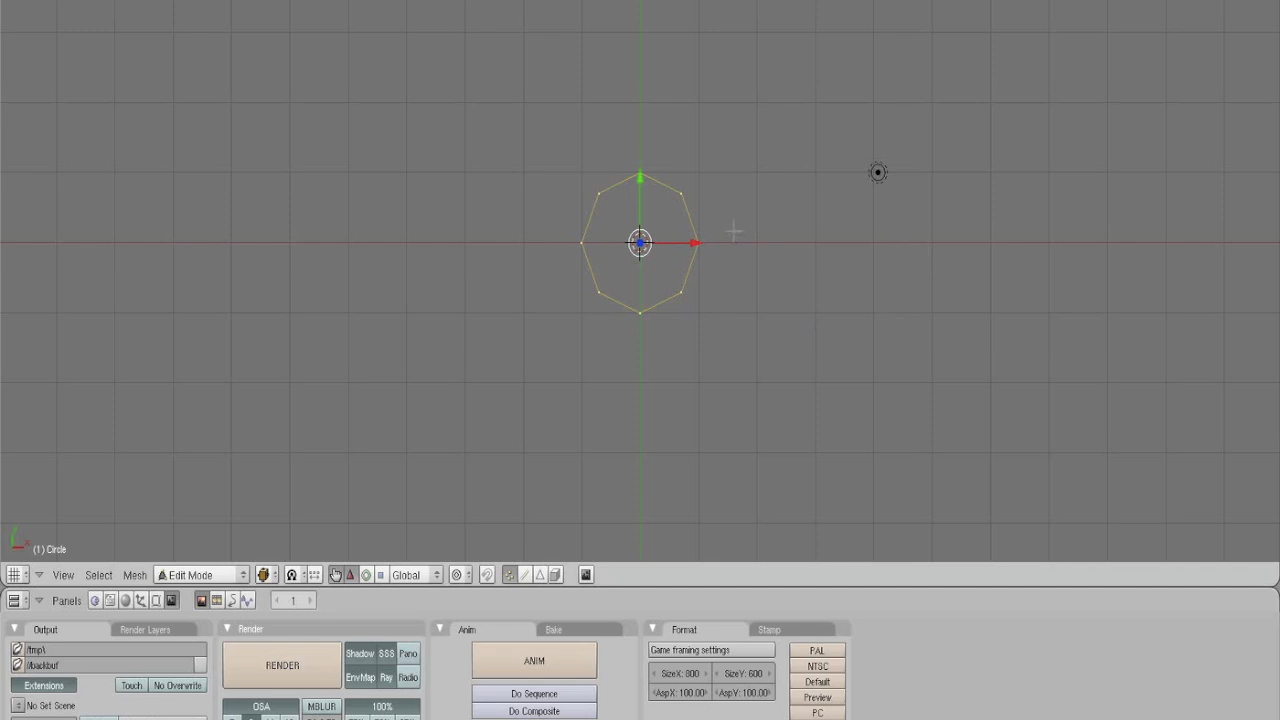 (1) Circle
View Select Mesh Edit Mode Global
Panels 1
Output Render Layers Render Anim Bake Format Stamp
/tmp\ Game framing settings PAL
//backbuf RENDER Shadow SSS Pano ANIM NTSC
SizeX: 800 SizeY: 600
Extensions Touch No Overwrite EnvMap Ray Radio Default
Do Sequence AspX: 100.00 AspY: 100.00 Preview
No Set Scene OSA MBLUR 100% Do Composite PC